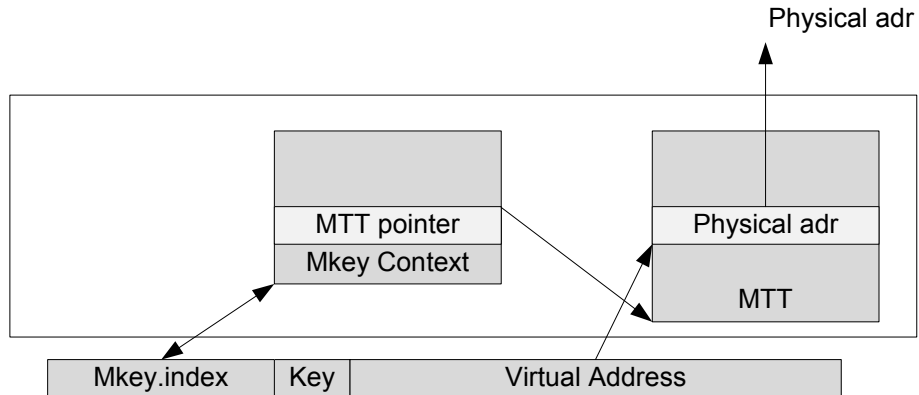 Physical adr
MTT pointer
Physical adr
Mkey Context
MTT
Mkey.index
Key
Virtual Address